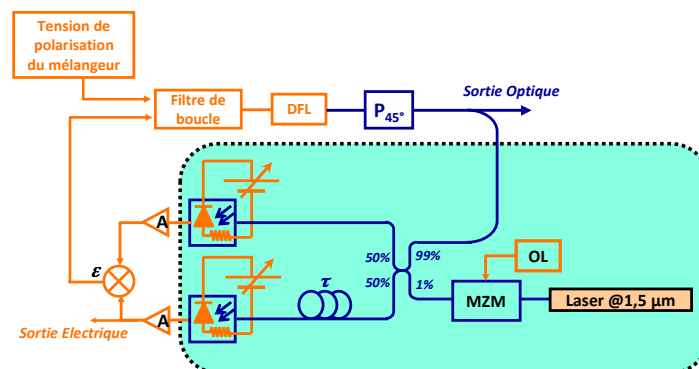 Tension de
polarisation
du mélangeur
Filtre de
boucle
DFL
P45°
Sortie Optique
A
50%
99%
50%
1%
OL
ε
τ
MZM
Laser @1,5 µm
A
Sortie Electrique